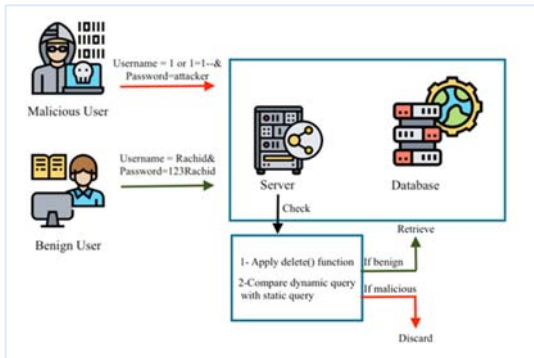 Username = 1 or 1=1--&
Password=attacker
Malicious User
Username = Rachid&
Password=123Rachid
Benign User
Server
Database
Check
Retrieve
1- Apply delete() function
If benign
2-Compare dynamic query
with static query
If malicious
Discard